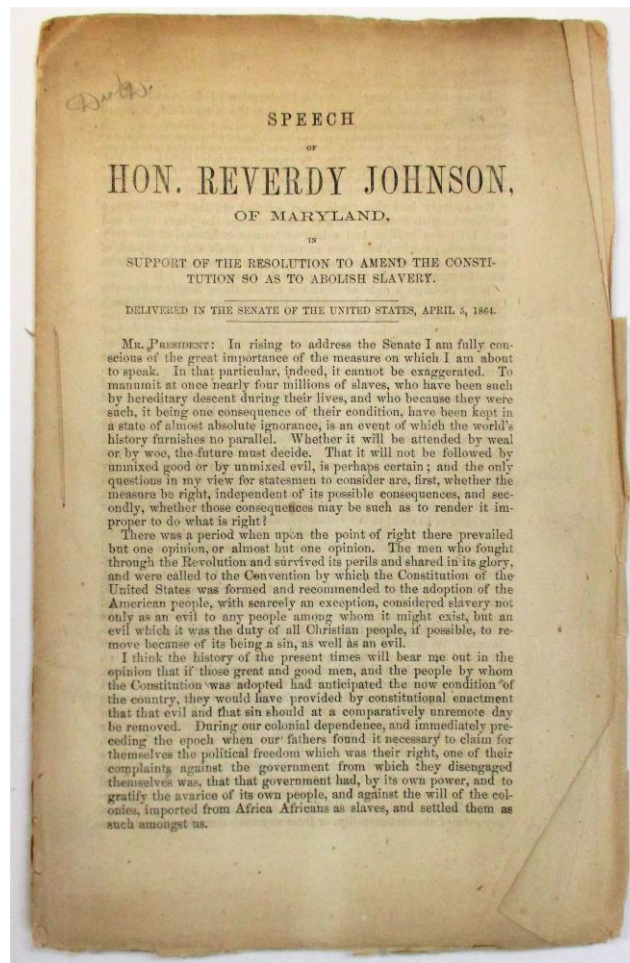 SPEECH
OF
HON. REVERDY JOHNSON,
OF MARYLAND,
IN
SUPPORT OF THE RESOLUTION TO AMEND THE CONSTI-
TUTION SO AS TO ABOLISH SLAVERY.
DELIVERED IN THE SENATE OF THE UNITED STATES, APRIL 5, 1864.
MR. PRESIDENT: In rising to address the Senate I am fully con-
scious of the great importance of the measure on which I am about
to speak. In that particular, indeed, it cannot be exaggerated. To
manumit at once nearly four millions of slaves, who have been such
by hereditary descent during their lives, and who because they were
such, it being one consequence of their condition, have been kept in
a state of almost absolute ignorance, is an event of which the world's
history furnishes no parallel. Whether it will be attended by weal
or by woe, the future must decide. That it will not be followed by
unmixed good or by unmixed evil, is perhaps certain; and the only
questions in my view for statesmen to consider are, first, whether the
measure be right, independent of its possible consequences, and sec-
ondly, whether those consequences may be such as to render it im-
proper to do what is right?
There was a period when upon the point of right there prevailed
but one opinion, or almost but one opinion. The men who fought
through the Revolution and survived its perils and shared in its glory,
and were called to the Convention by which the Constitution of the
United States was formed and recommended to the adoption of the
American people, with scarcely an exception, considered slavery not
only as an evil to any people among whom it might exist, but an
evil which it was the duty of all Christian people, if possible, to re-
move because of its being a sin, as well as an evil.
I think the history of the present times will bear me out in the
opinion that if those great and good men, and the people by whom
the Constitution was adopted had anticipated the now condition of
the country, they would have provided by constitutional enactment
that that evil and that sin should at a comparatively unremote day
be removed. During our colonial dependence, and immediately pre-
ceding the epoch when our fathers found it necessary to claim for
themselves the political freedom which was their right, one of their
complaints against the government from which they disengaged
themselves was, that that government had, by its own power, and to
gratify the avarice of its own people, and against the will of the col-
onies, imported from Africa Africans as slaves, and settled them as
such amongst us.